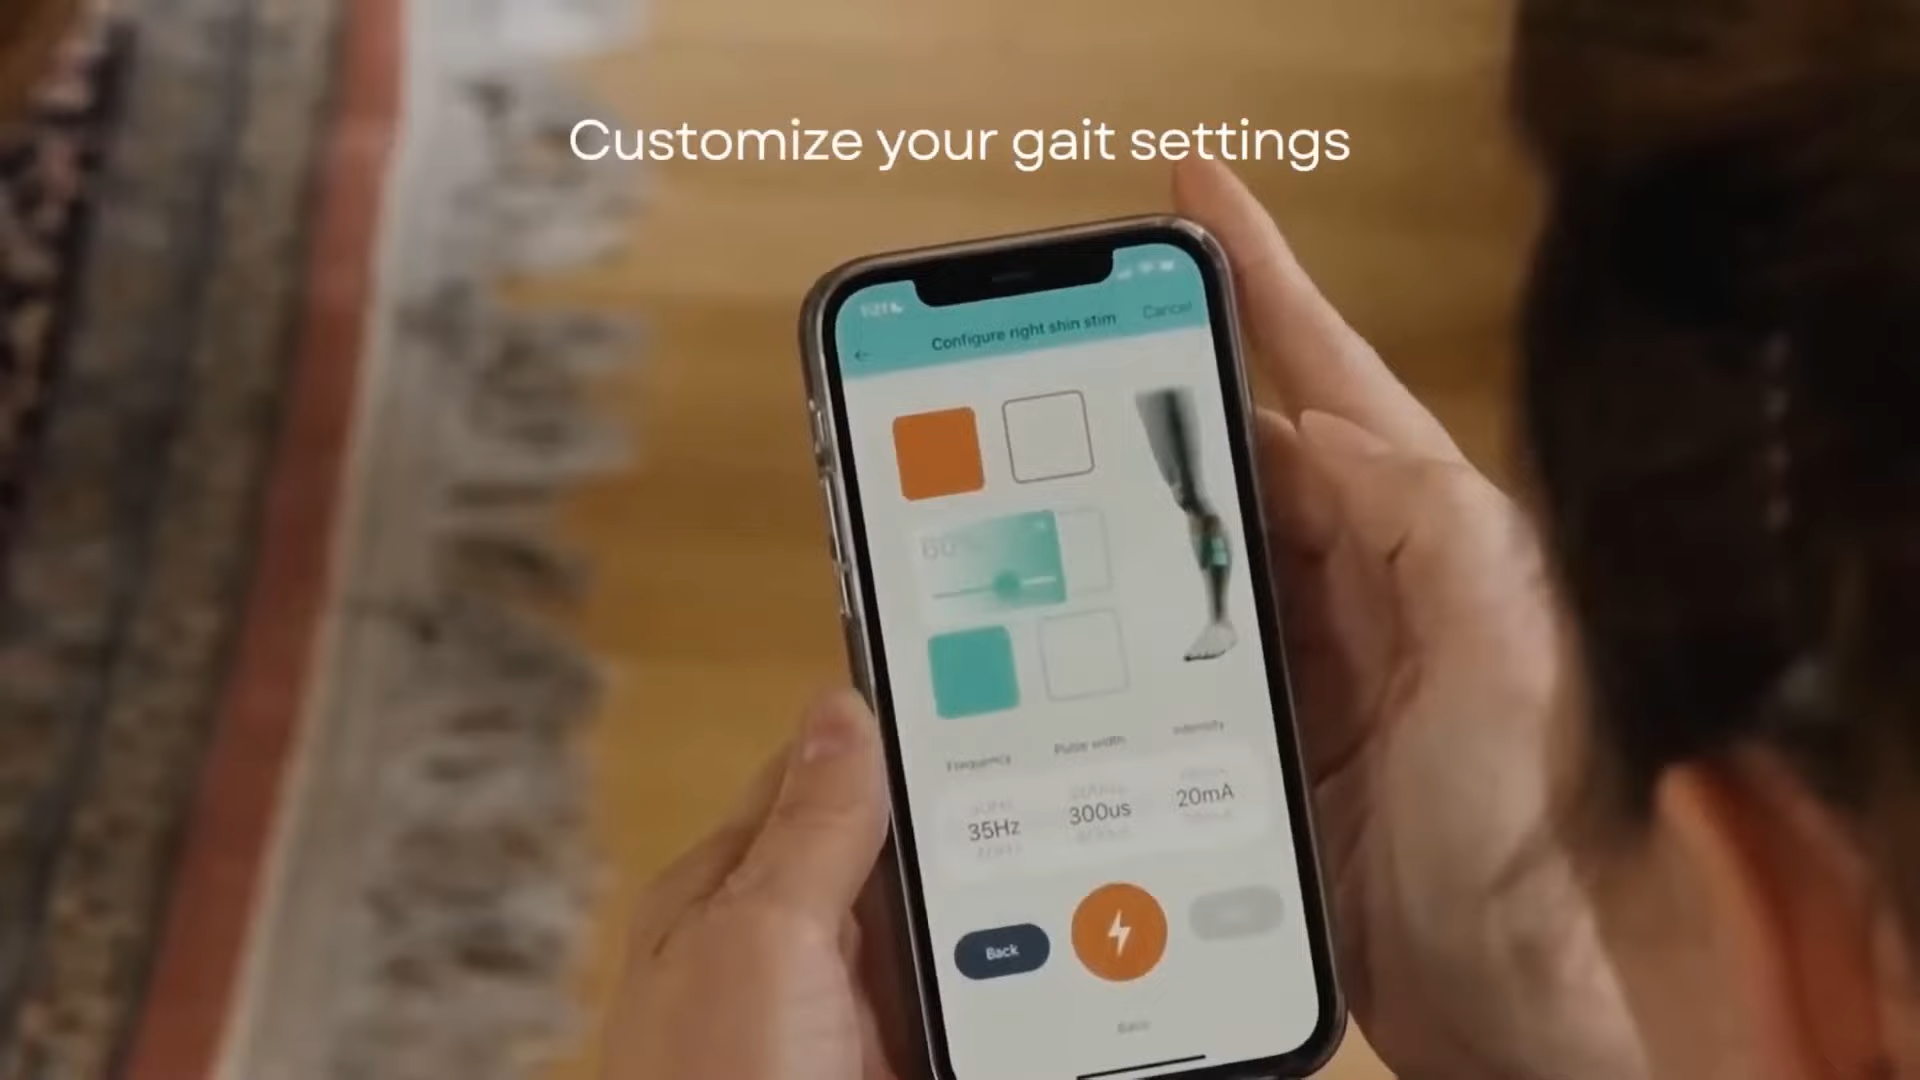 Customize your gait settings
Configure right shin stim
Cancel
Frequency
Pulse width
Intensity
35Hz
300us
20mA
Back